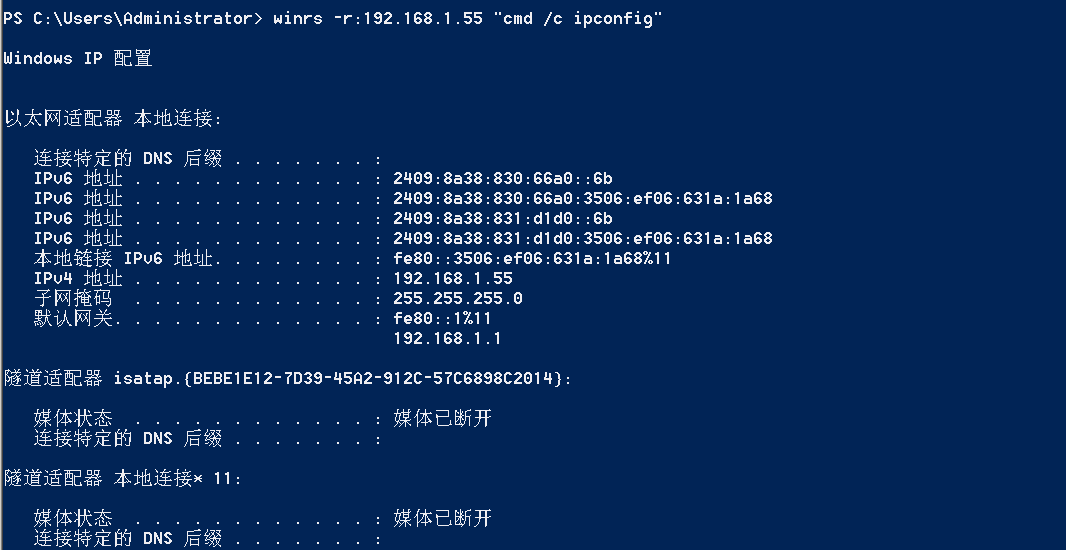 PS C:\Users\Administrator> winrs -r:192.168.1.55 "cmd /c ipconfig"
Windows IP 配置
以太网适配器 本地连接:
连接特定的 DNS 后缀 . . . . . . . :
IPv6 地址 . . . . . . . . . . . . : 2409:8a38:830:66a0::6b
IPv6 地址 . . . . . . . . . . . . : 2409:8a38:830:66a0:3506:ef06:631a:1a68
IPv6 地址 . . . . . . . . . . . . : 2409:8a38:831:d1d0::6b
IPv6 地址 . . . . . . . . . . . . : 2409:8a38:831:d1d0:3506:ef06:631a:1a68
本地链接 IPv6 地址. . . . . . . . : fe80::3506:ef06:631a:1a68%11
IPv4 地址 . . . . . . . . . . . . : 192.168.1.55
子网掩码  . . . . . . . . . . . . : 255.255.255.0
默认网关. . . . . . . . . . . . . : fe80::1%11
192.168.1.1
隧道适配器 isatap.{BEBE1E12-7D39-45A2-912C-57C6898C2014}:
媒体状态  . . . . . . . . . . . . : 媒体已断开
连接特定的 DNS 后缀 . . . . . . . :
隧道适配器 本地连接* 11:
媒体状态  . . . . . . . . . . . . : 媒体已断开
连接特定的 DNS 后缀 . . . . . . . :